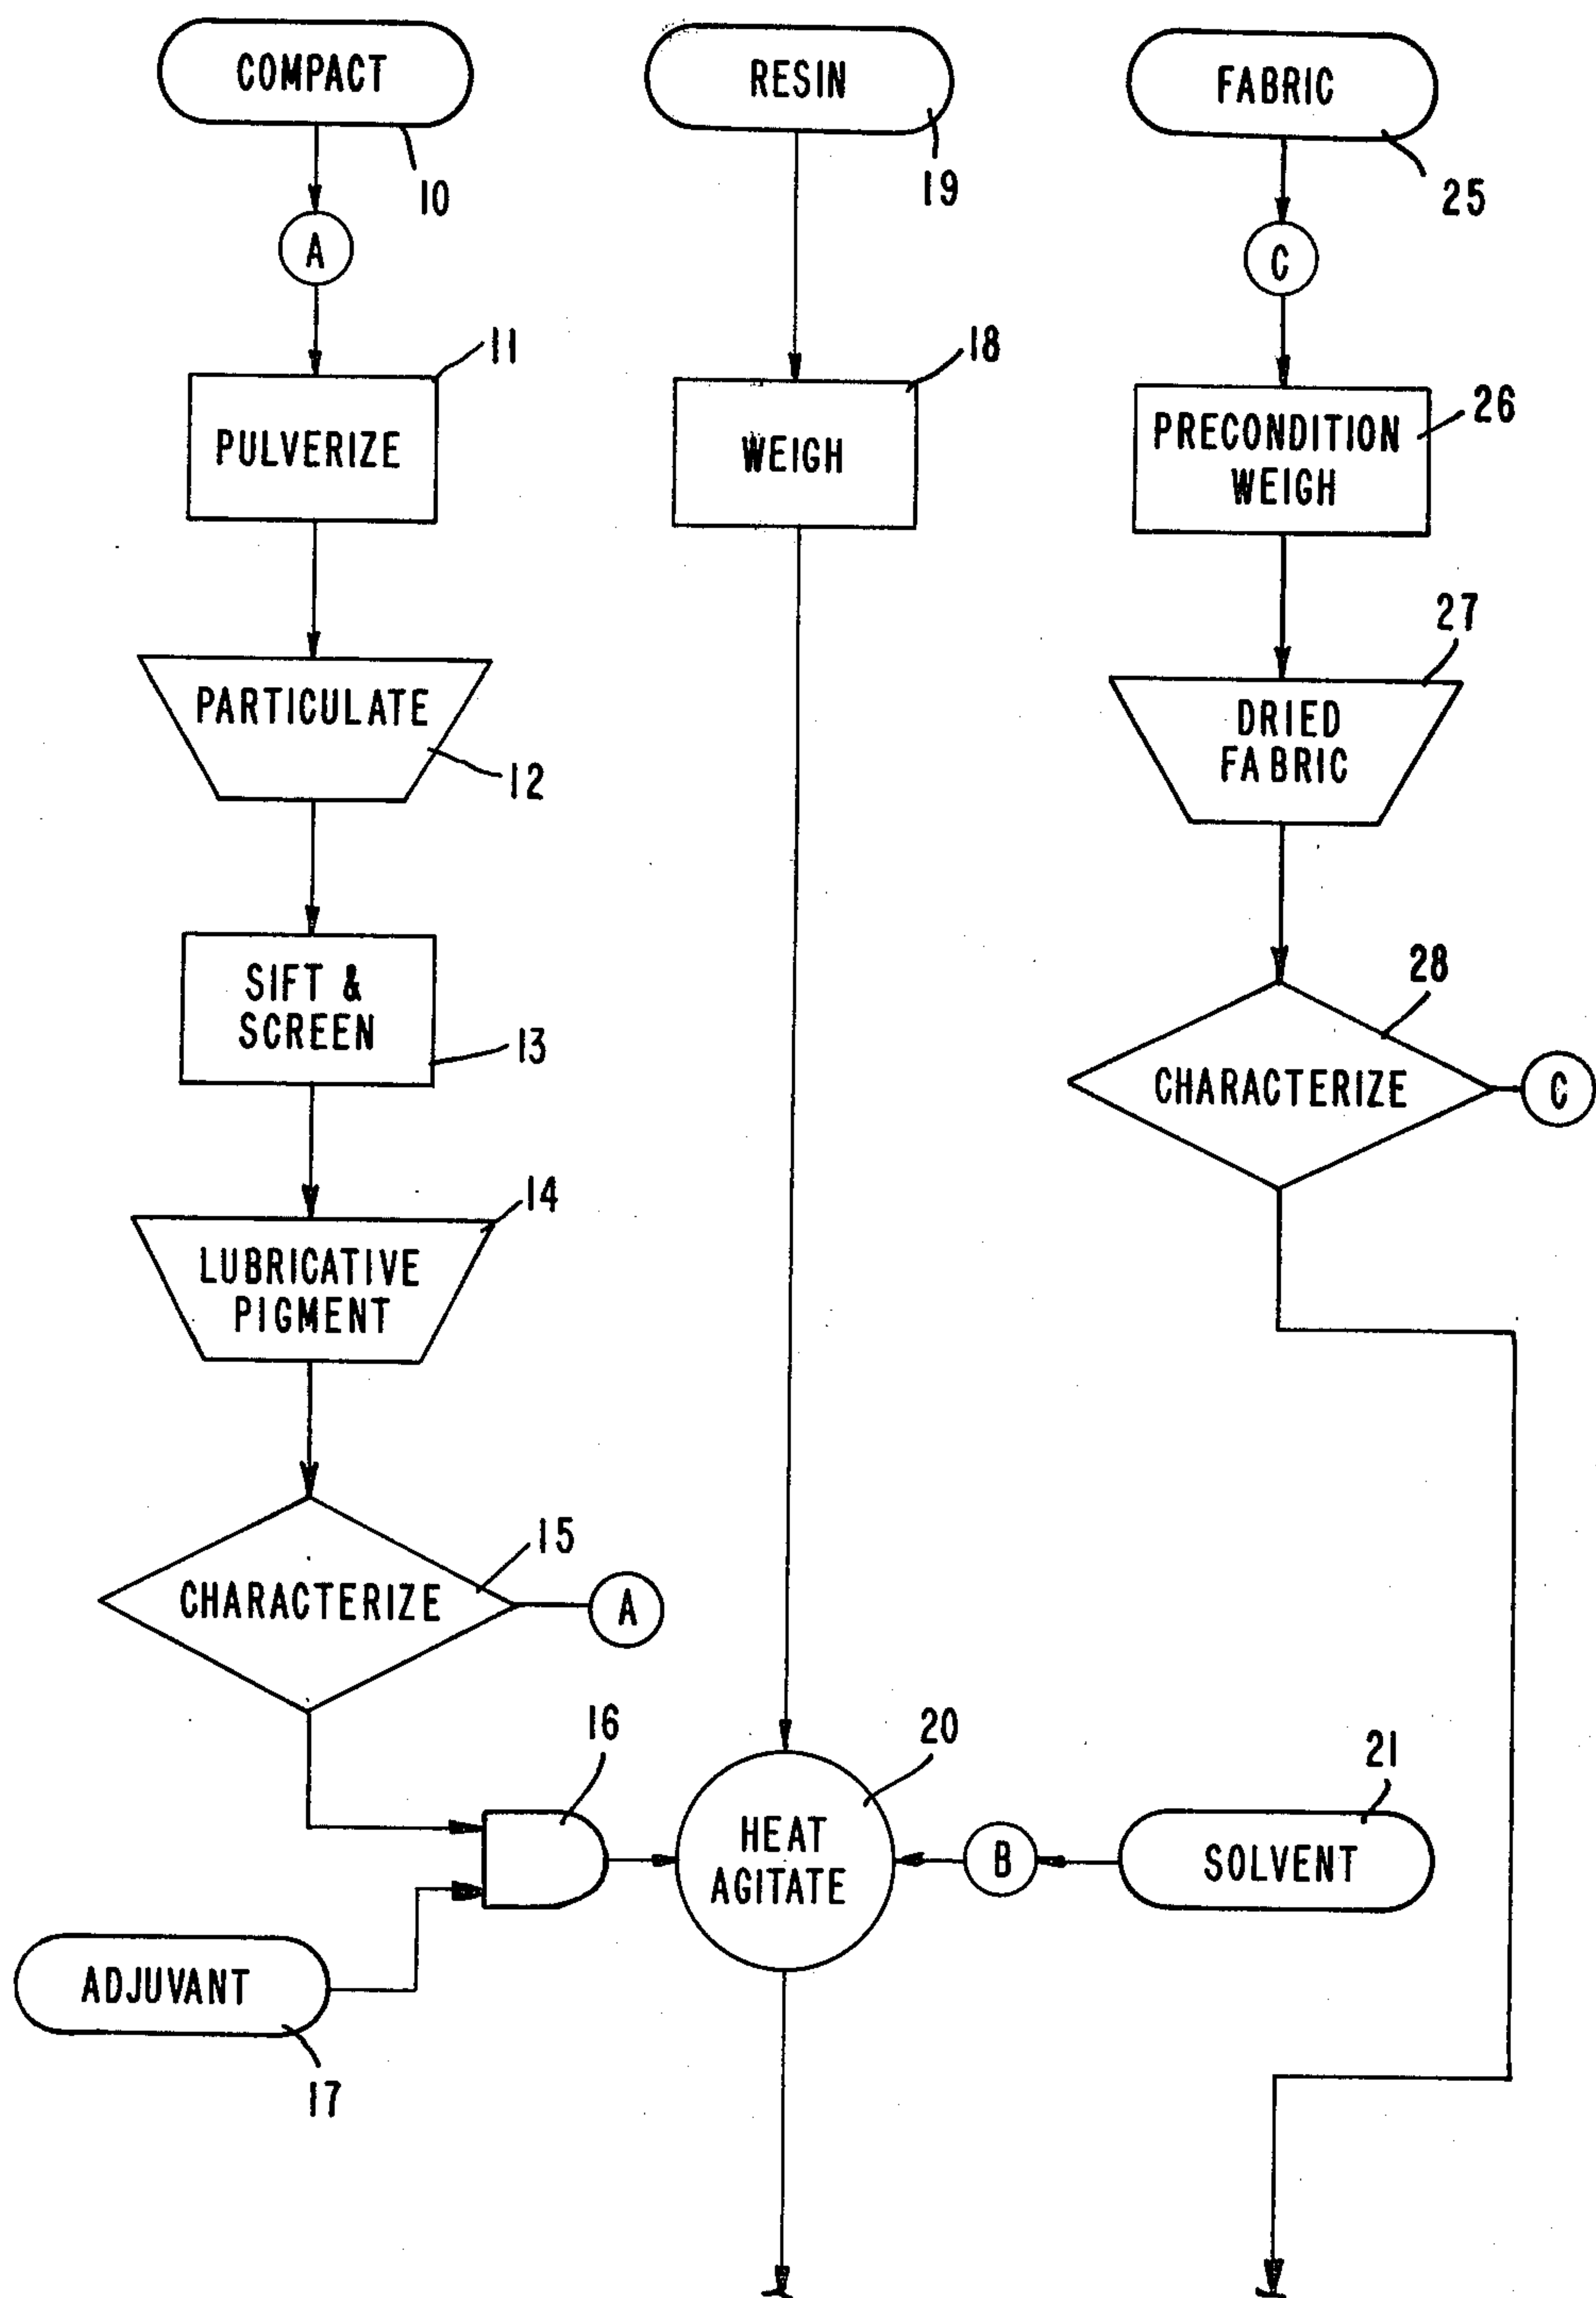 COMPACT
10
A
11
PULVERIZE
PARTICULATE
12
SIFT &
SCREEN
13
14
LUBRICATIVE
PIGMENT
15
CHARACTERIZE
A
16
ADJUVANT
17
RESIN
19
18
WEIGH
20
HEAT
AGITATE
B
21
SOLVENT
FABRIC
25
C
26
PRECONDITION
WEIGH
27
DRIED
FABRIC
28
CHARACTERIZE
C